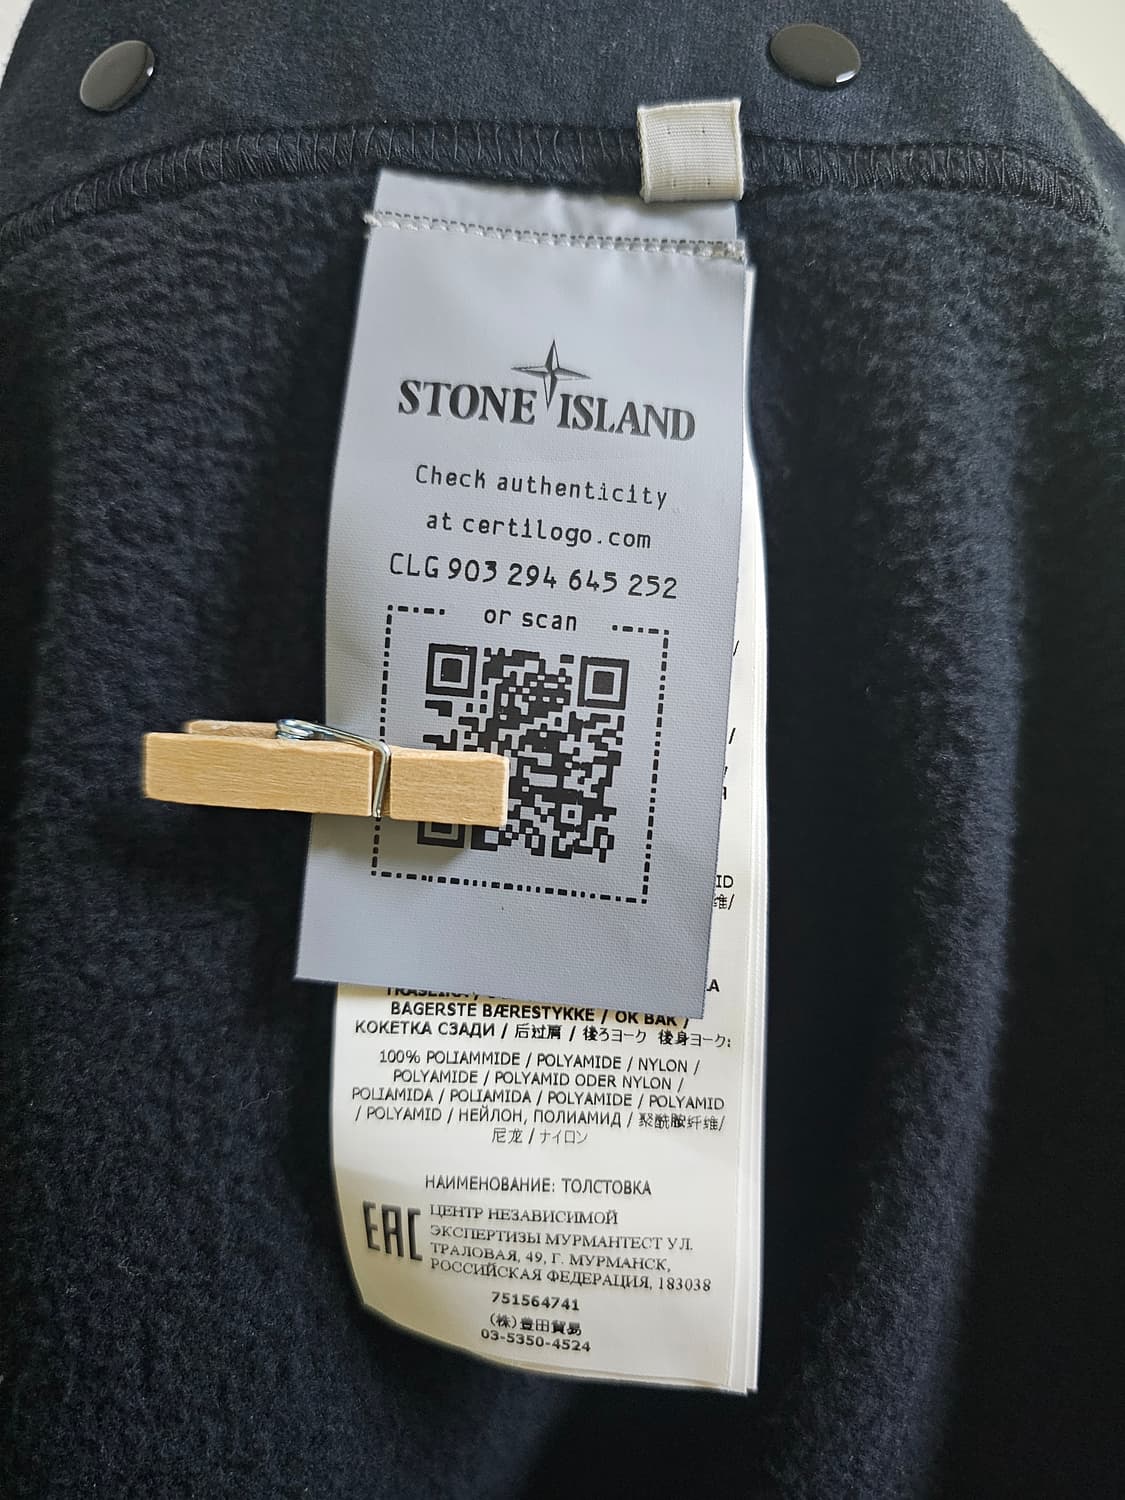 STONE ISLAND
Check authenticity
at certilogo.com
CLG 903 294 645 252
or scan
ID
维/
BAGERSTE BÆRESTYKKE / OK BAK /
КОКЕТКА СЗАДИ / 后过肩 / 後ろヨーク 後身ヨーク:
100% POLIAMMIDE / POLYAMIDE / NYLON /
POLYAMIDE / POLYAMID ODER NYLON /
POLIAMIDA / POLIAMIDA / POLYAMIDE / POLYAMID
/ POLYAMID / НЕЙЛОН, ПОЛИАМИД / 聚酰胺纤维/
尼龙 / ナイロン
НАИМЕНОВАНИЕ: ТОЛСТОВКА
EAC
ЦЕНТР НЕЗАВИСИМОЙ
ЭКСПЕРТИЗЫ МУРМАНТЕСТ УЛ.
ТРАЛОВАЯ, 49, Г. МУРМАНСК,
РОССИЙСКАЯ ФЕДЕРАЦИЯ, 183038
751564741
(株)豊田貿易
03-5350-4524